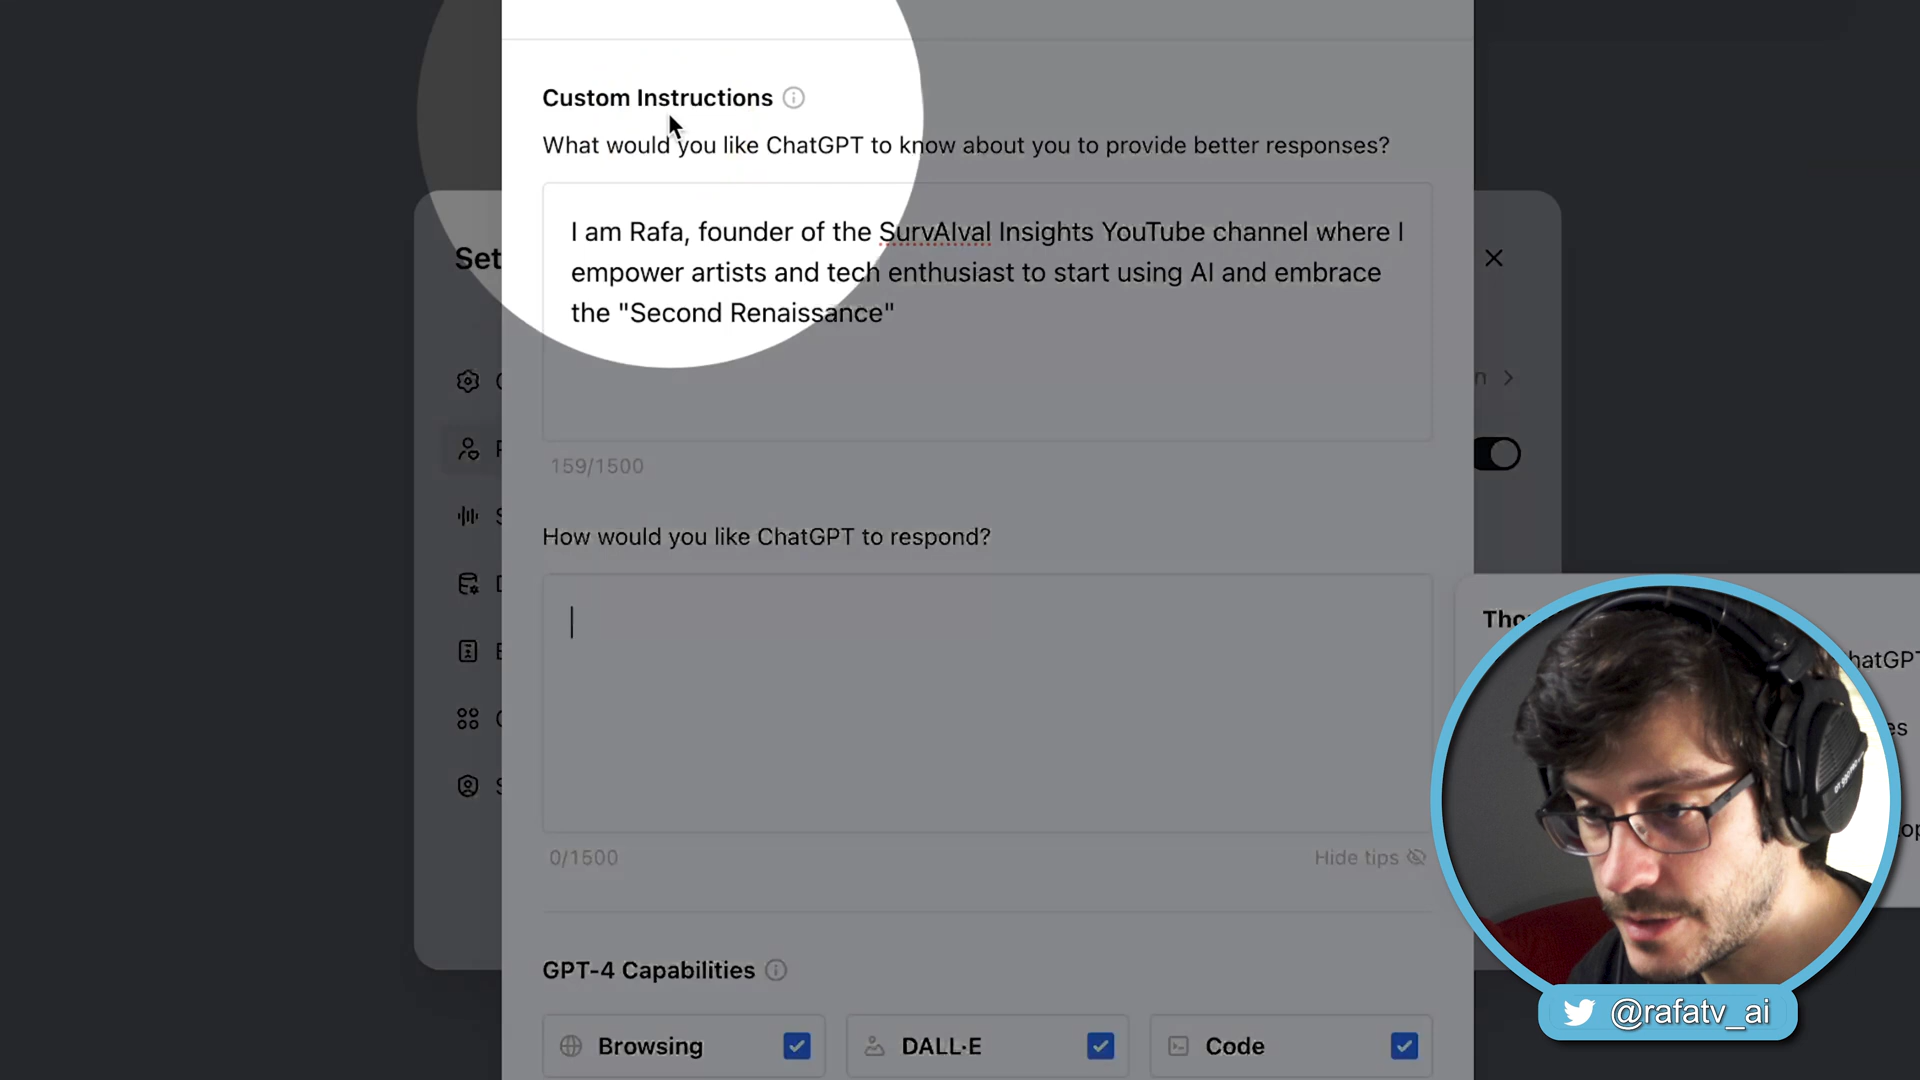 Custom Instructions
What would you like ChatGPT to know about you to provide better responses?
I am Rafa, founder of the SurvAIval Insights YouTube channel where I
empower artists and tech enthusiast to start using AI and embrace
the "Second Renaissance"
159/1500
How would you like ChatGPT to respond?
0/1500
Hide tips
GPT-4 Capabilities
Browsing
DALL·E
Code
@rafatv_ai